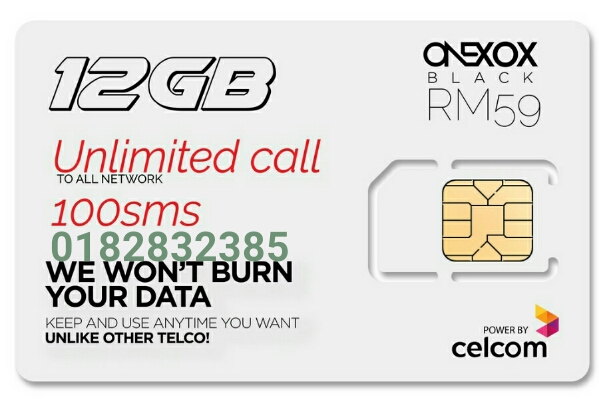 12GB
ONEXOX
BLACK
RM59
Unlimited call
TO ALL NETWORK
100sms
0182832385
WE WON'T BURN
YOUR DATA
KEEP AND USE ANYTIME YOU WANT
UNLIKE OTHER TELCO!
POWER BY
celcom